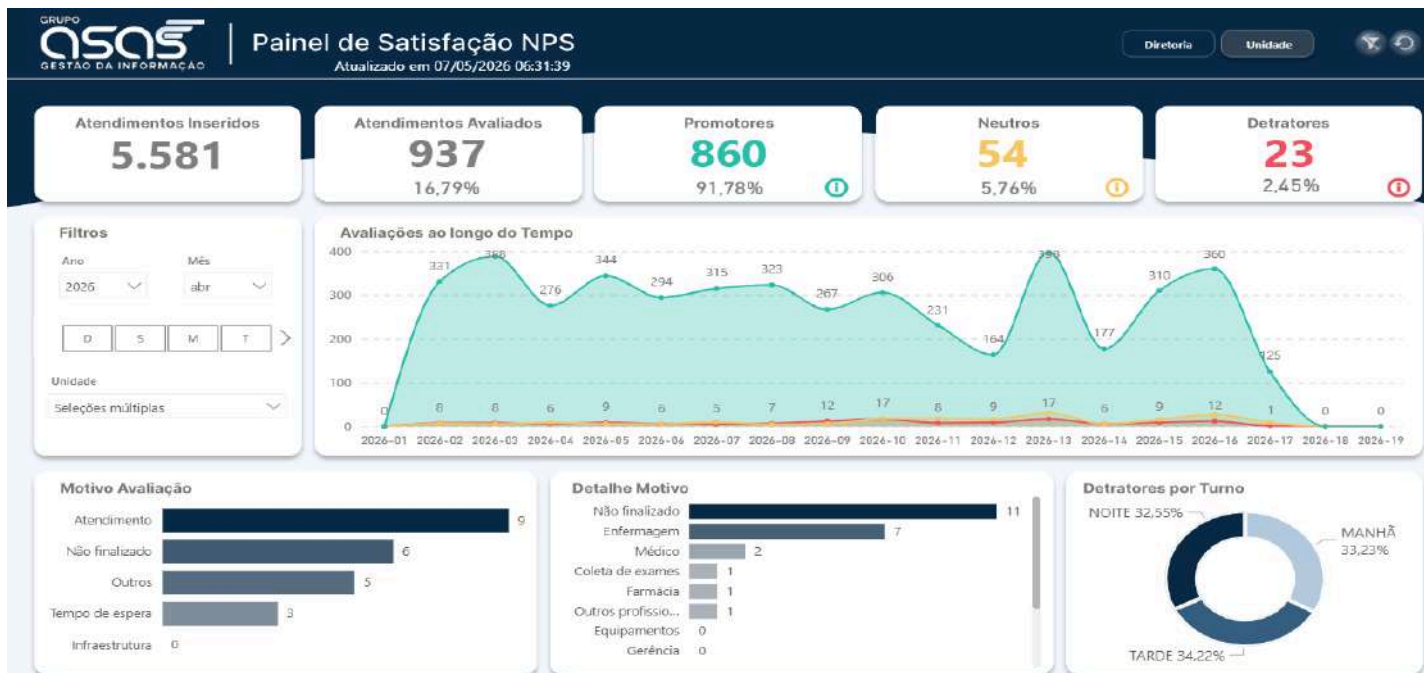 GRUPO
asas
GESTÃO DA INFORMAÇÃO
Painel de Satisfação NPS
Atualizado em 07/05/2026 06:31:39
Diretoria
Unidade
Atendimentos Inseridos
5.581
Atendimentos Avaliados
937
16,79%
Promotores
860
91,78%
Neutros
54
5,76%
Detratores
23
2,45%
Filtros
Ano
Mês
2026
abr
D S M T
Unidade
Seleções múltiplas
Avaliações ao longo do Tempo
400
300
200
100
0
0 331 388 276 344 294 315 323 267 306 231 164 177 310 360 125 0 0
8 8 6 9 6 5 7 12 17 8 9 17 6 9 12 1
2026-01 2026-02 2026-03 2026-04 2026-05 2026-06 2026-07 2026-08 2026-09 2026-10 2026-11 2026-12 2026-13 2026-14 2026-15 2026-16 2026-17 2026-18 2026-19
Motivo Avaliação
Atendimento 9
Não finalizado 6
Outros 5
Tempo de espera 3
Infraestrutura 0
Detalhe Motivo
Não finalizado 11
Enfermagem 7
Médico 2
Coleta de exames 1
Farmácia 1
Outros profissio... 1
Equipamentos 0
Gerência 0
Detratores por Turno
NOITE 32,55%
MANHÃ
33,23%
TARDE 34,22%